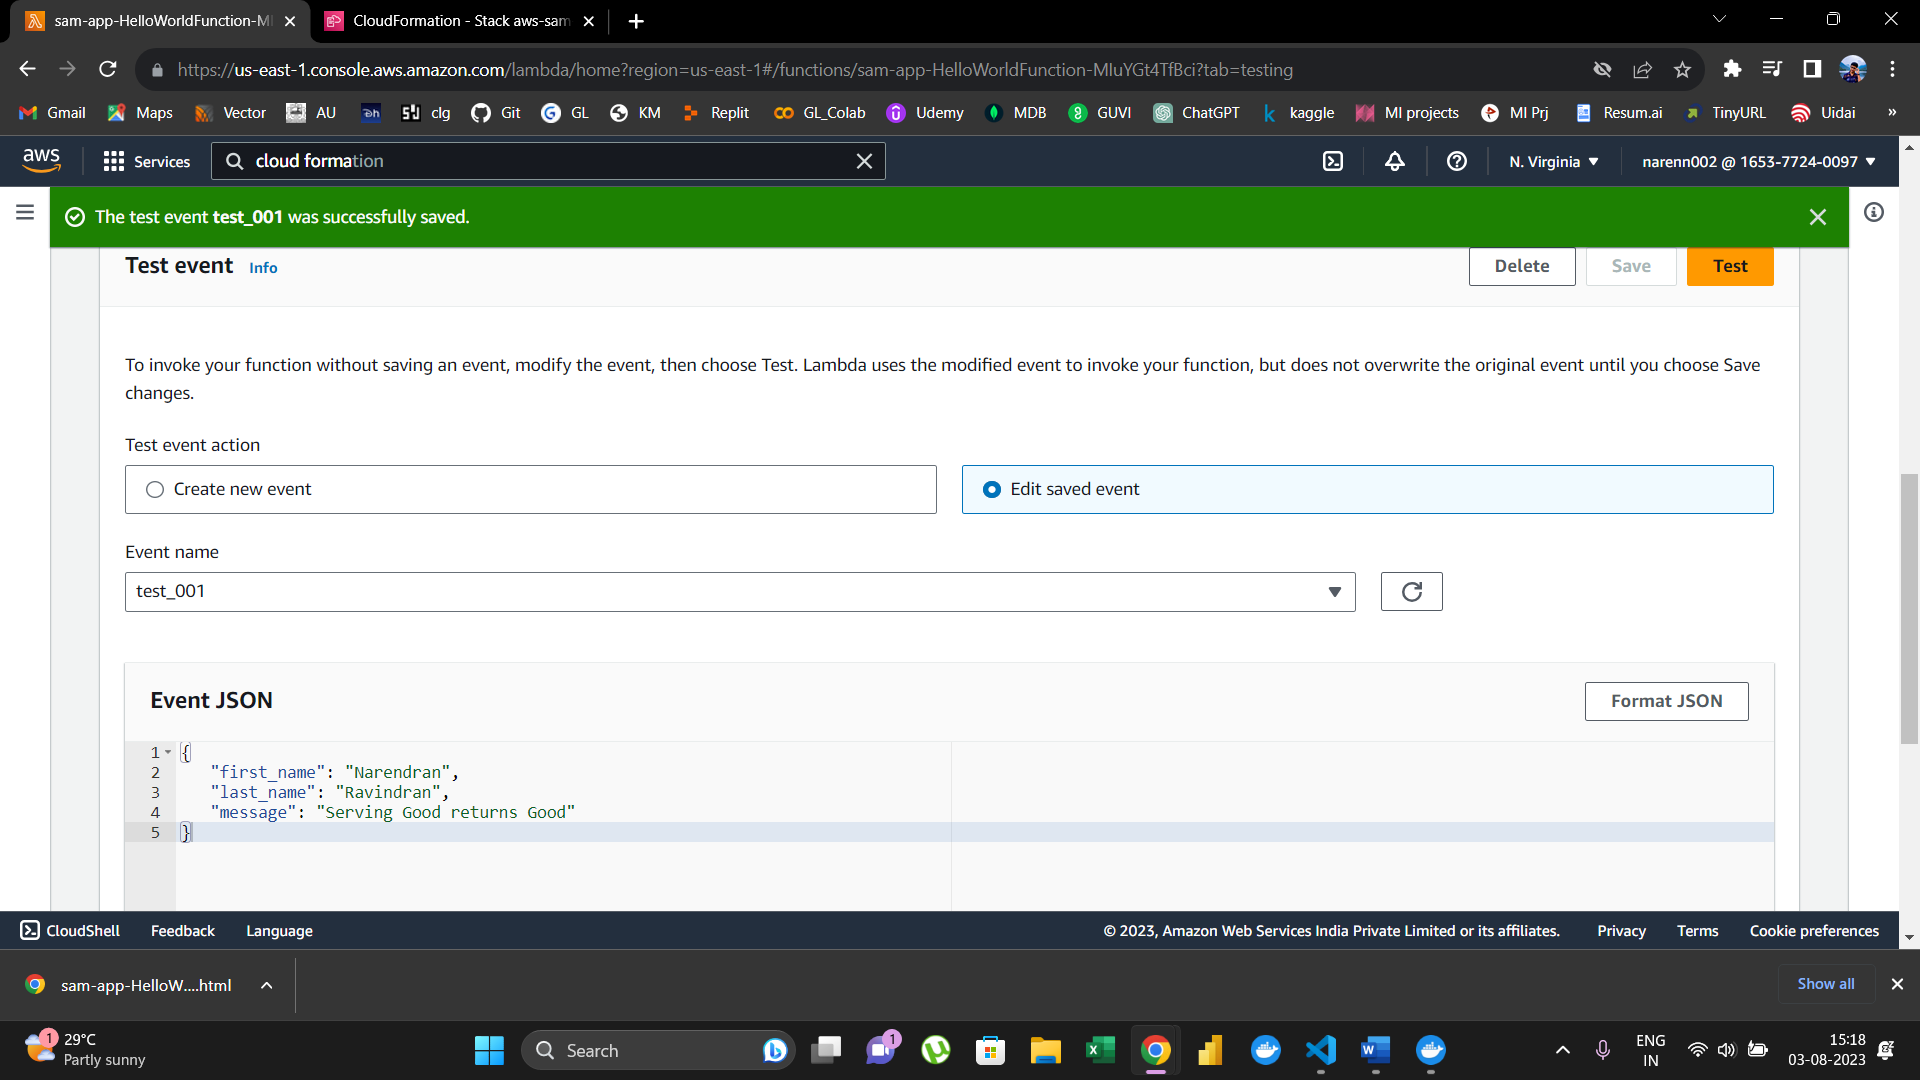 sam-app-HelloWorldFunction-MI
CloudFormation - Stack aws-sam
https://us-east-1.console.aws.amazon.com/lambda/home?region=us-east-1#/functions/sam-app-HelloWorldFunction-MIuYGt4TfBci?tab=testing
Gmail Maps Vector AU clg Git GL KM Replit GL_Colab Udemy MDB GUVI ChatGPT kaggle MI projects MI Prj Resum.ai TinyURL Uidai »
aws Services cloud formation N. Virginia narenn002 @ 1653-7724-0097
The test event test_001 was successfully saved.
Test event Info Delete Save Test
To invoke your function without saving an event, modify the event, then choose Test. Lambda uses the modified event to invoke your function, but does not overwrite the original event until you choose Save
changes.
Test event action
Create new event Edit saved event
Event name
test_001
Event JSON Format JSON
1 {
2 "first_name": "Narendran",
3 "last_name": "Ravindran",
4 "message": "Serving Good returns Good"
5 }
CloudShell Feedback Language © 2023, Amazon Web Services India Private Limited or its affiliates. Privacy Terms Cookie preferences
sam-app-HelloW....html Show all
1 29°C
Partly sunny
Search
1
ENG
IN
15:18
03-08-2023